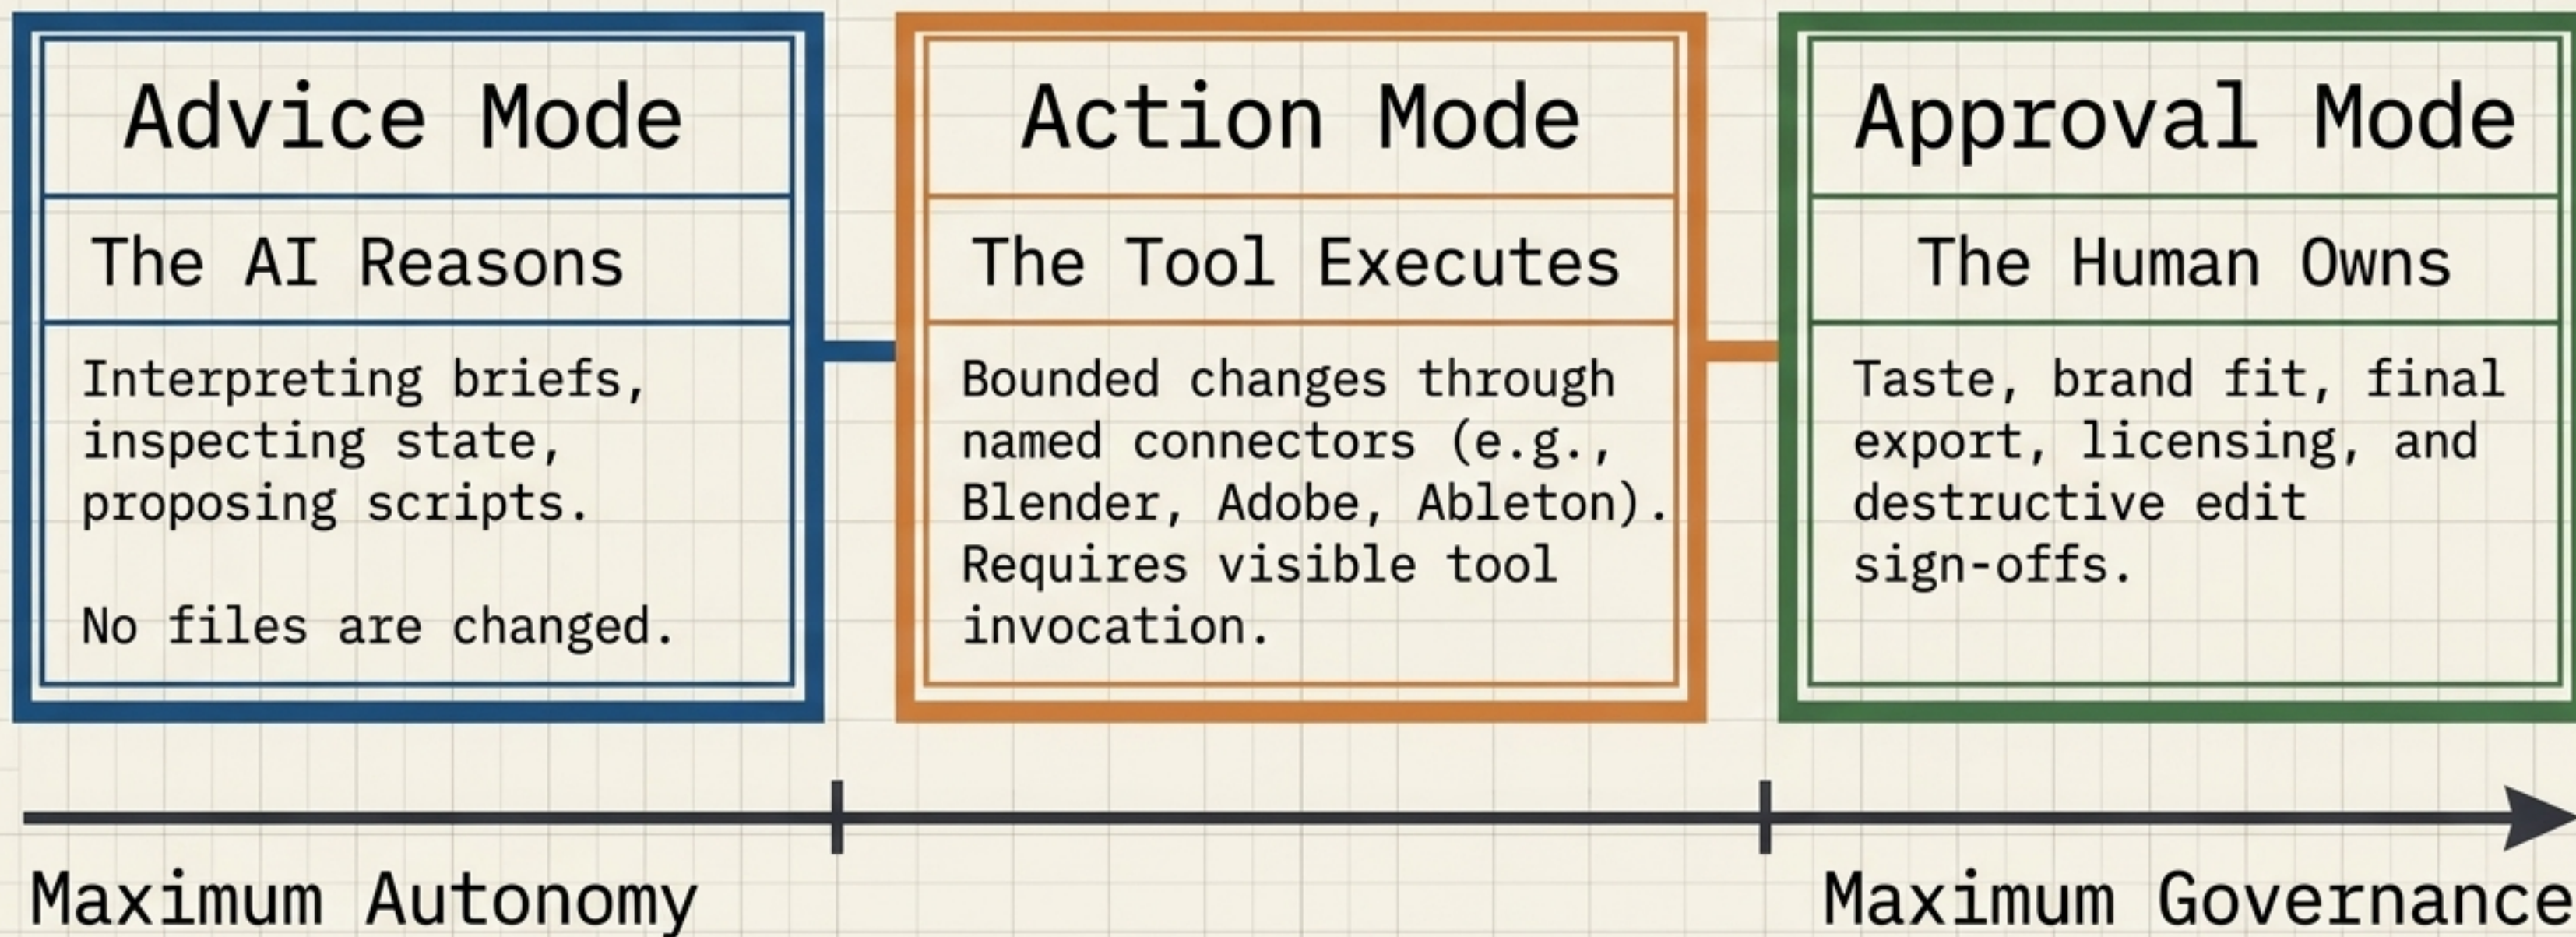 Advice Mode
The AI Reasons
Interpreting briefs,
inspecting state,
proposing scripts.
No files are changed.
Action Mode
The Tool Executes
Bounded changes through
named connectors (e.g.,
Blender, Adobe, Ableton).
Requires visible tool
invocation.
Approval Mode
The Human Owns
Taste, brand fit, final
export, licensing, and
destructive edit
sign-offs.
Maximum Autonomy
Maximum Governance